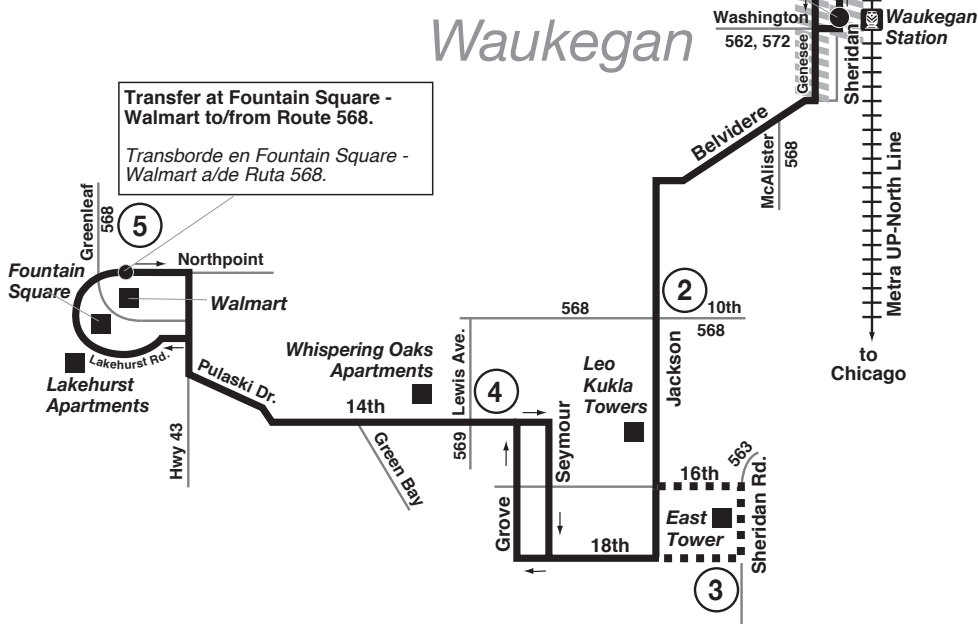 Waukegan
Washington
562, 572
Genesee
Sheridan
Waukegan
Station
Transfer at Fountain Square -
Walmart to/from Route 568.
Transborde en Fountain Square -
Walmart a/de Ruta 568.
Belvidere
McAlister
568
Metra UP-North Line
to
Chicago
Greenleaf
568
5
Northpoint
Fountain
Square
Walmart
Lakehurst Rd.
Lakehurst
Apartments
Pulaski Dr.
Hwy 43
Whispering Oaks
Apartments
14th
Green Bay
Lewis Ave.
569
4
568
2
10th
568
Jackson
Leo
Kukla
Towers
Seymour
Grove
18th
16th
563
Sheridan Rd.
East
Tower
3